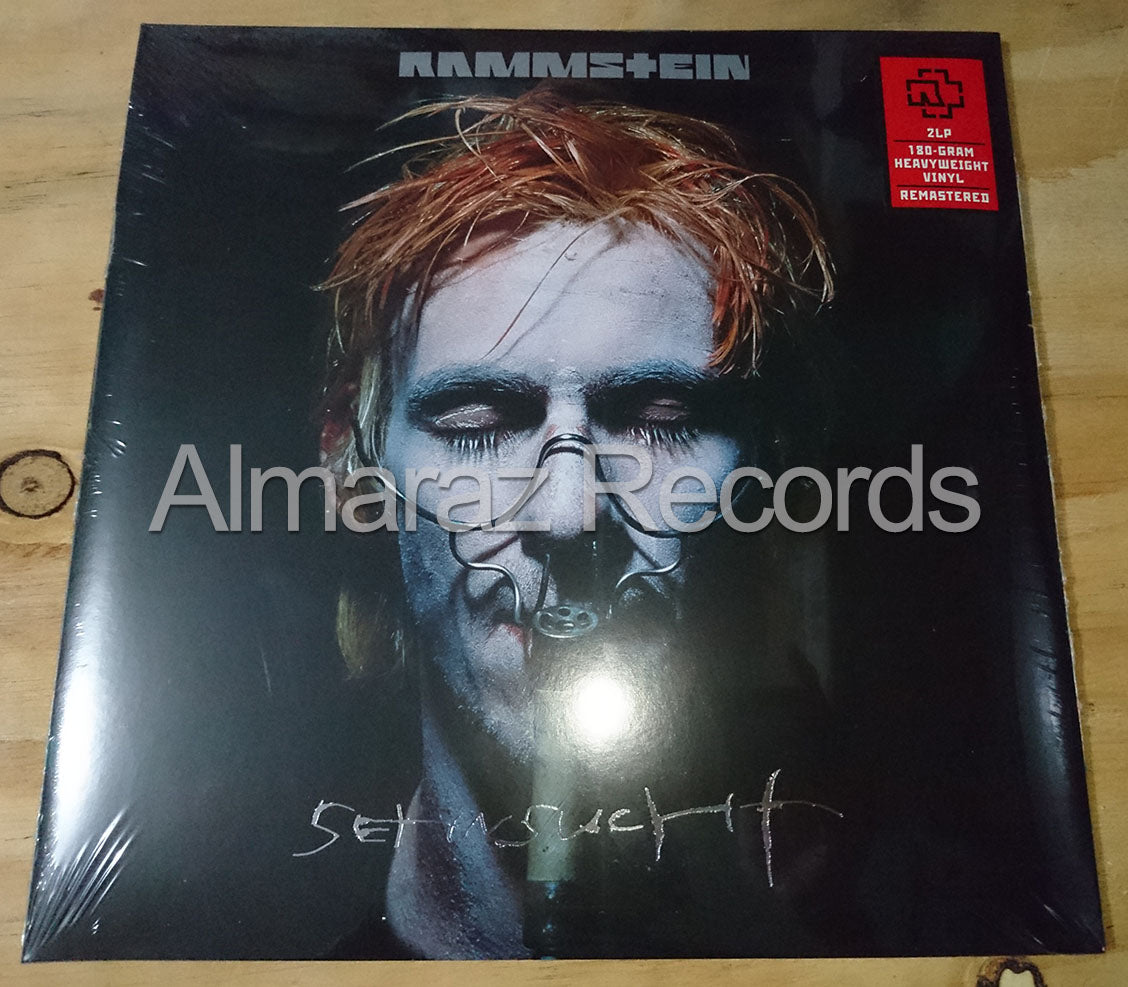 RAMMSTEIN
2LP
180-GRAM
HEAVYWEIGHT
VINYL
REMASTERED
Almaraz Records
SEHNSUCHT